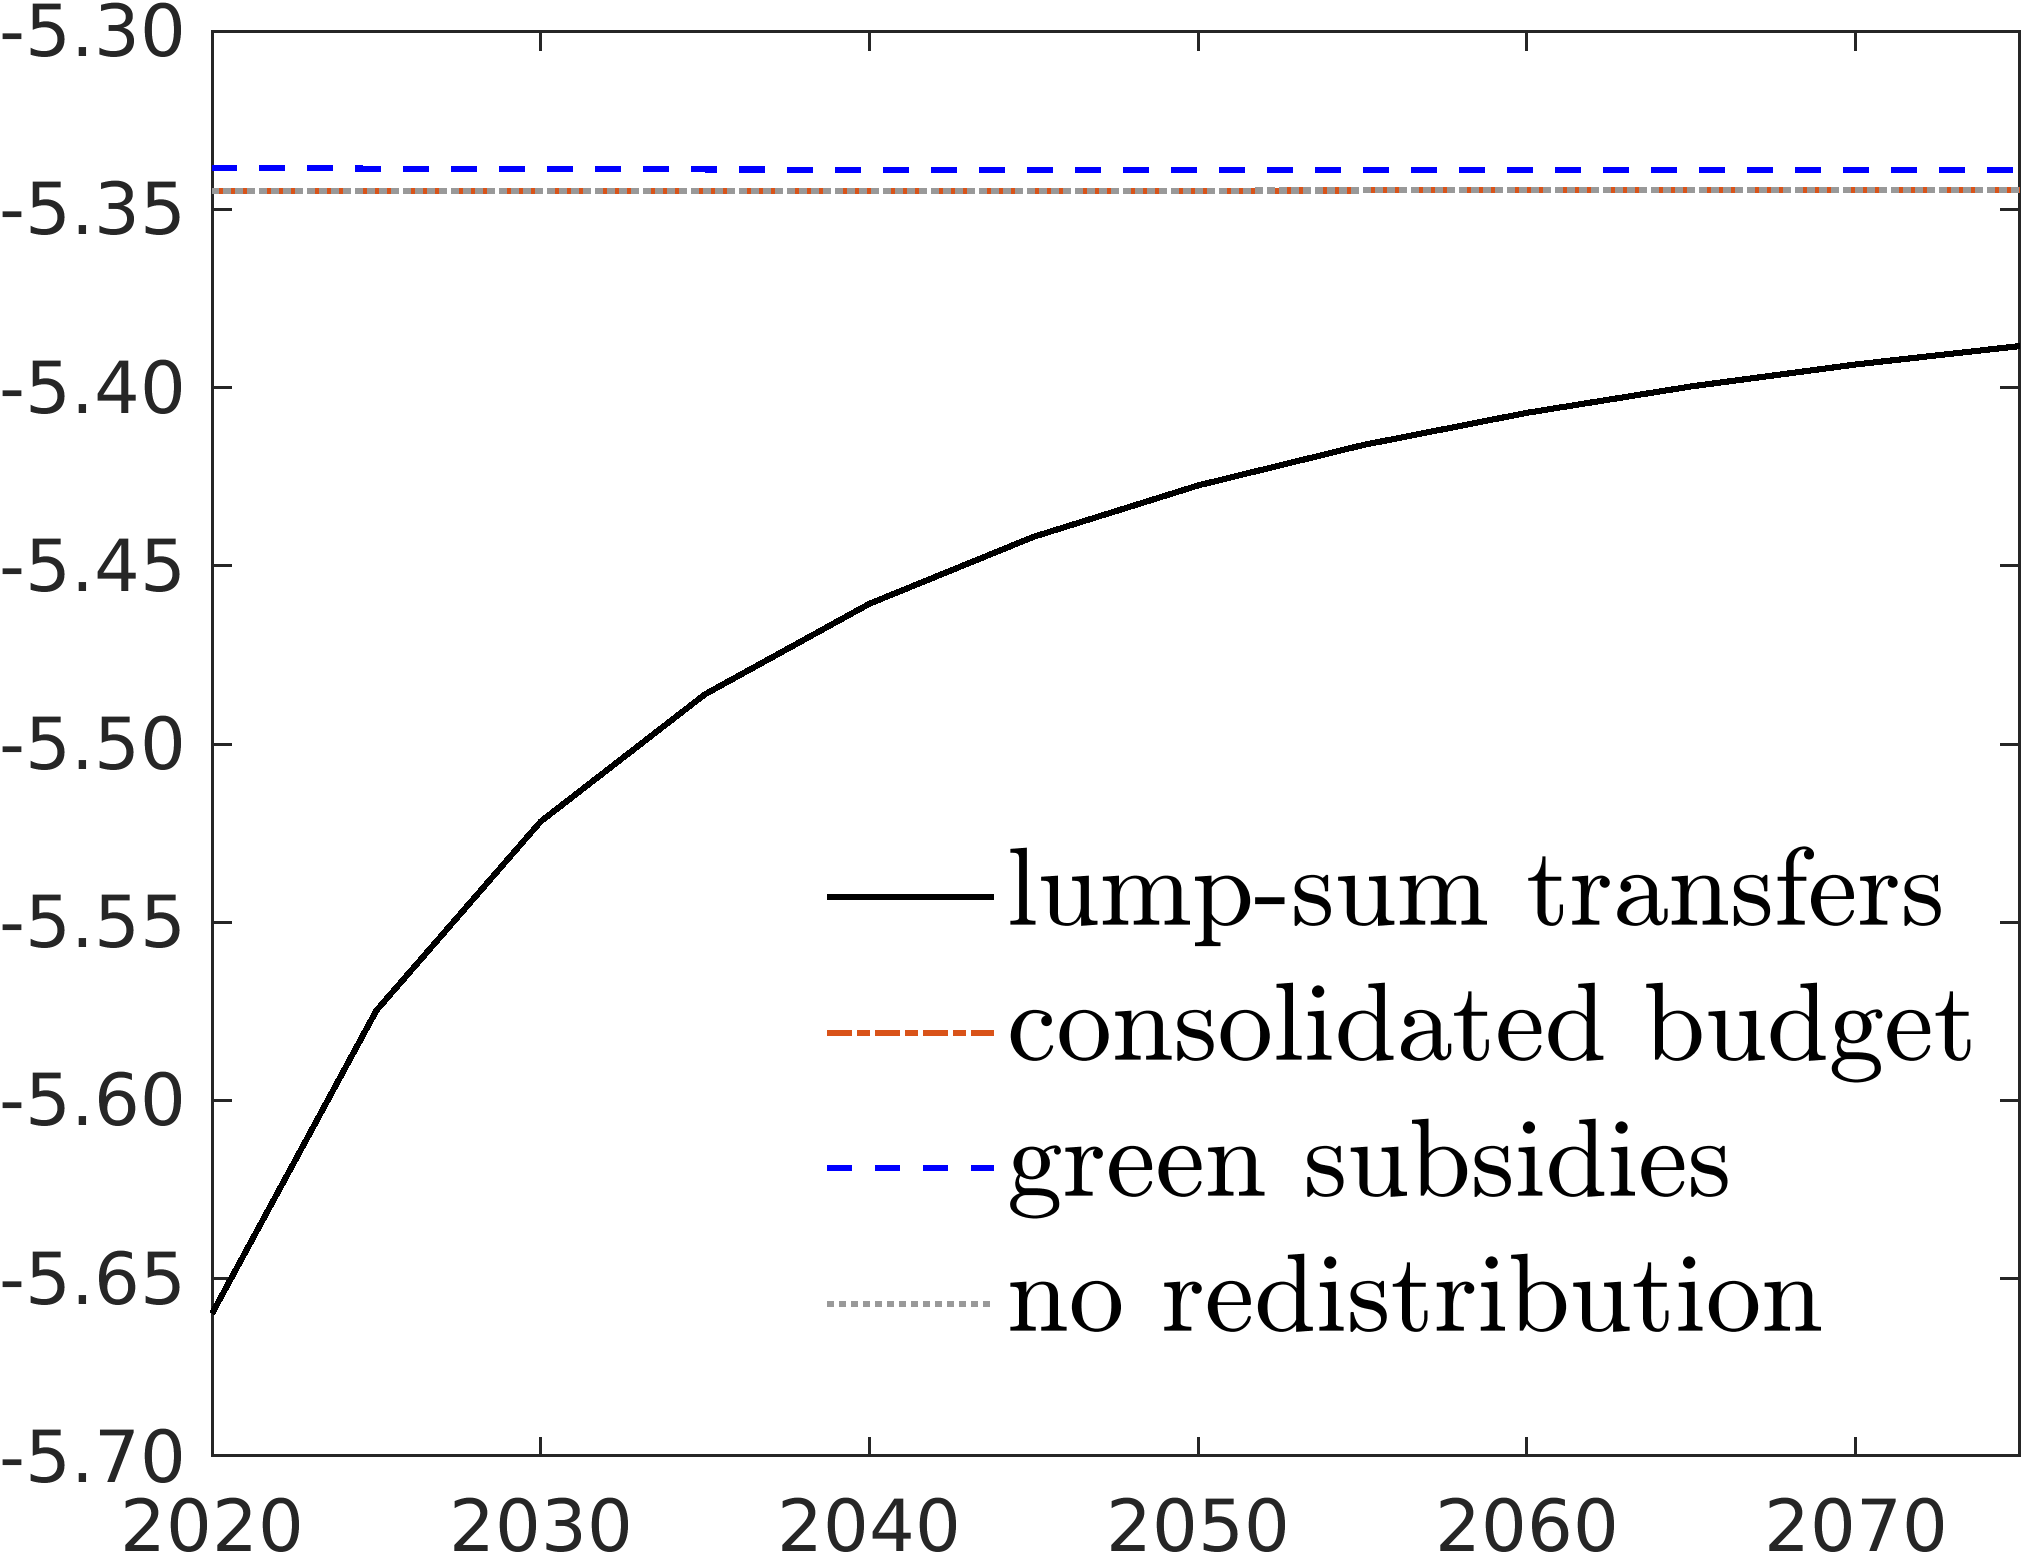 -5.30
-5.35
-5.40
-5.45
-5.50
-5.55
-5.60
-5.65
-5.70
lump-sum transfers
consolidated budget
green subsidies
no redistribution
2020 2030 2040 2050 2060 2070